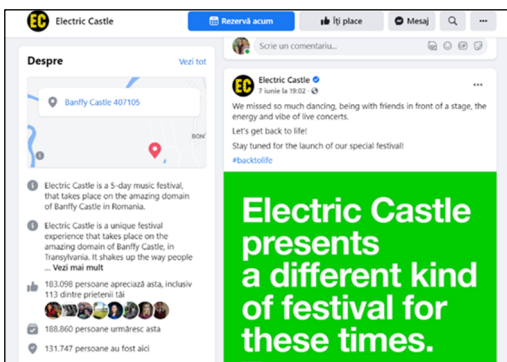 EC Electric Castle
Rezervă acum
Îți place
Mesaj
Despre
Vezi tot
Banffy Castle 407105
BON
Electric Castle is a 5-day music festival,
that takes place on the amazing domain
of Banffy Castle in Romania.
Electric Castle is a unique festival
experience that takes place on the
amazing domain of Banffy Castle, in
Transylvania. It shakes up the way people
... Vezi mai mult
183.098 persoane apreciază asta, inclusiv
113 dintre prietenii tăi
188.860 persoane urmăresc asta
131.747 persoane au fost aici
Scrie un comentariu...
EC Electric Castle
7 iunie la 19:02
We missed so much dancing, being with friends in front of a stage, the
energy and vibe of live concerts.
Let's get back to life!
Stay tuned for the launch of our special festival!
#backtolife
Electric Castle
presents
a different kind
of festival for
these times.